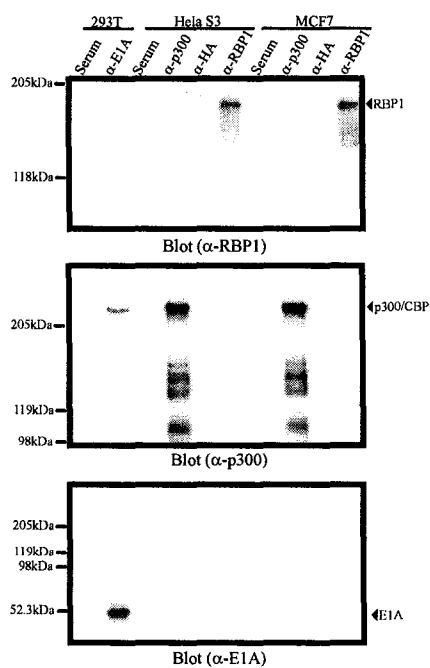 293T Hela S3 MCF7
Serum α-E1A Serum α-p300 α-HA α-RBP1 Serum α-p300 α-HA α-RBP1
205kDa
RBP1
118kDa
Blot (α-RBP1)
p300/CBP
205kDa
119kDa
98kDa
Blot (α-p300)
205kDa
119kDa
98kDa
52.3kDa
E1A
Blot (α-E1A)